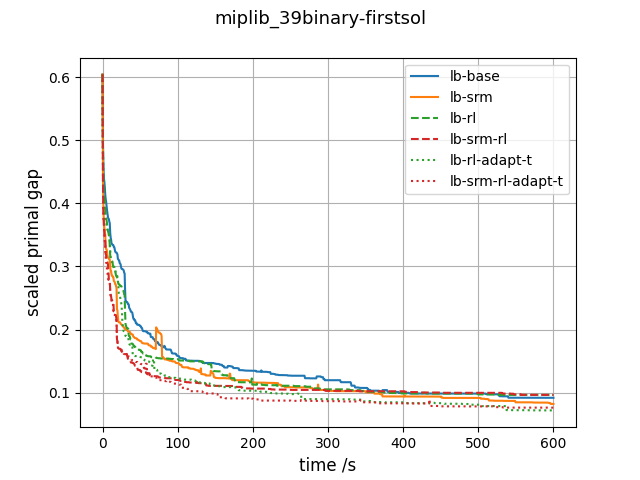 miplib_39binary-firstsol
lb-base
lb-srm
lb-rl
lb-srm-rl
lb-rl-adapt-t
lb-srm-rl-adapt-t
scaled primal gap
0.6
0.5
0.4
0.3
0.2
0.1
0 100 200 300 400 500 600
time /s